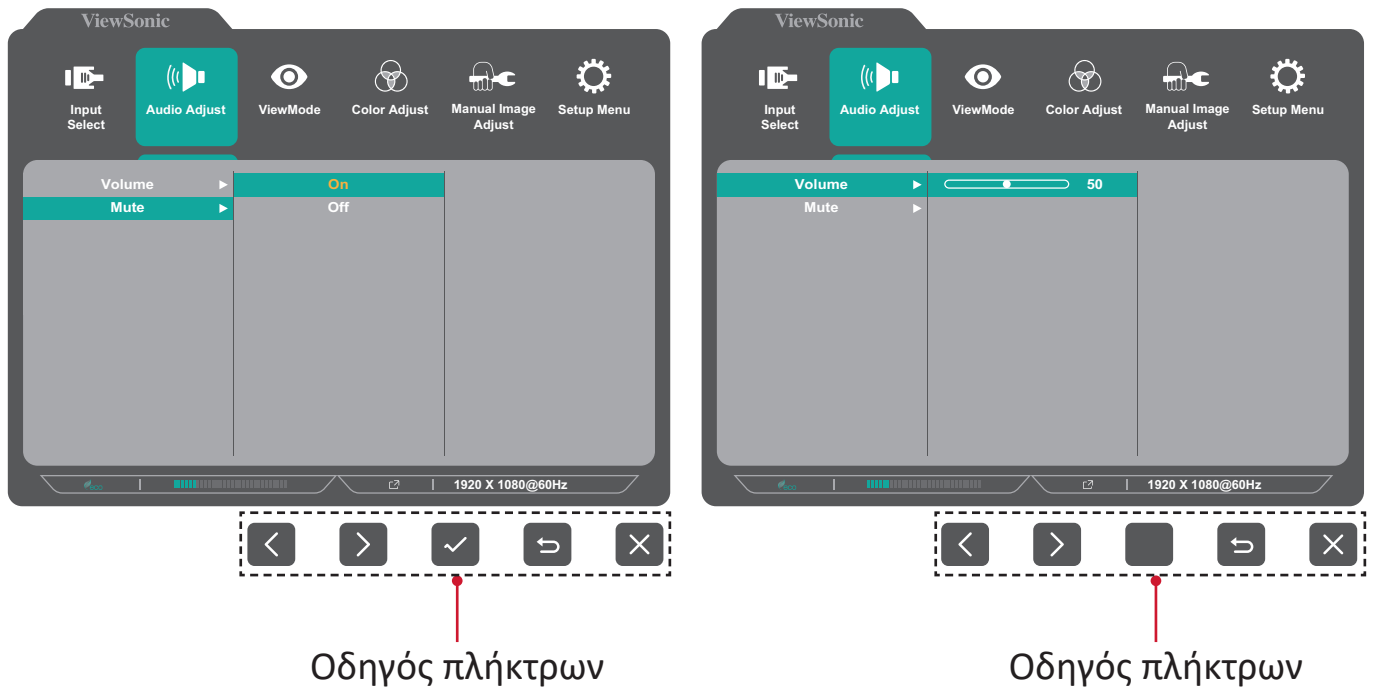 ViewSonic
Input
Select
Audio Adjust
ViewMode
Color Adjust
Manual Image
Adjust
Setup Menu
Volume
On
Mute
Off
eco
1920 X 1080@60Hz
Οδηγός πλήκτρων
ViewSonic
Input
Select
Audio Adjust
ViewMode
Color Adjust
Manual Image
Adjust
Setup Menu
Volume
50
Mute
eco
1920 X 1080@60Hz
Οδηγός πλήκτρων